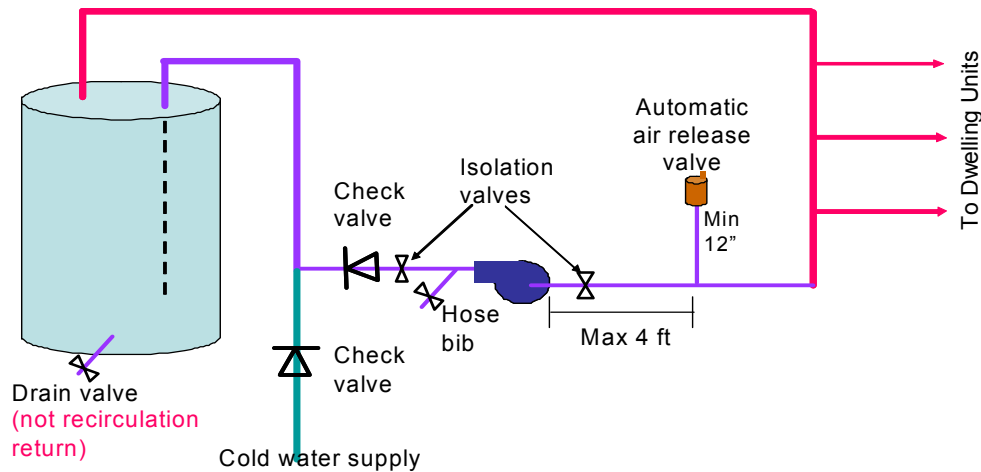 Automatic
air release
valve
Isolation
valves
Check
valve
Min
12”
To Dwelling Units
Hose
bib
Max 4 ft
Check
valve
Drain valve
(not recirculation
return)
Cold water supply